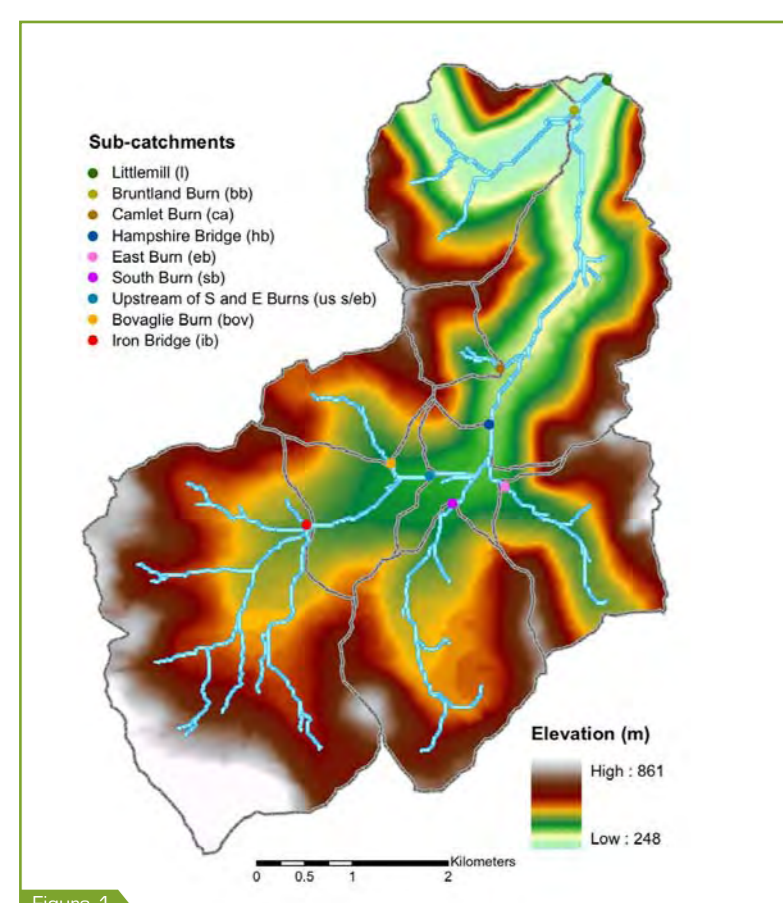 Sub-catchments
Littlemill (l)
Bruntland Burn (bb)
Camlet Burn (ca)
Hampshire Bridge (hb)
East Burn (eb)
South Burn (sb)
Upstream of S and E Burns (us s/eb)
Bovaglie Burn (bov)
Iron Bridge (ib)
Elevation (m)
High : 861
Low : 248
Kilometers
0 0.5 1 2
Figure 1